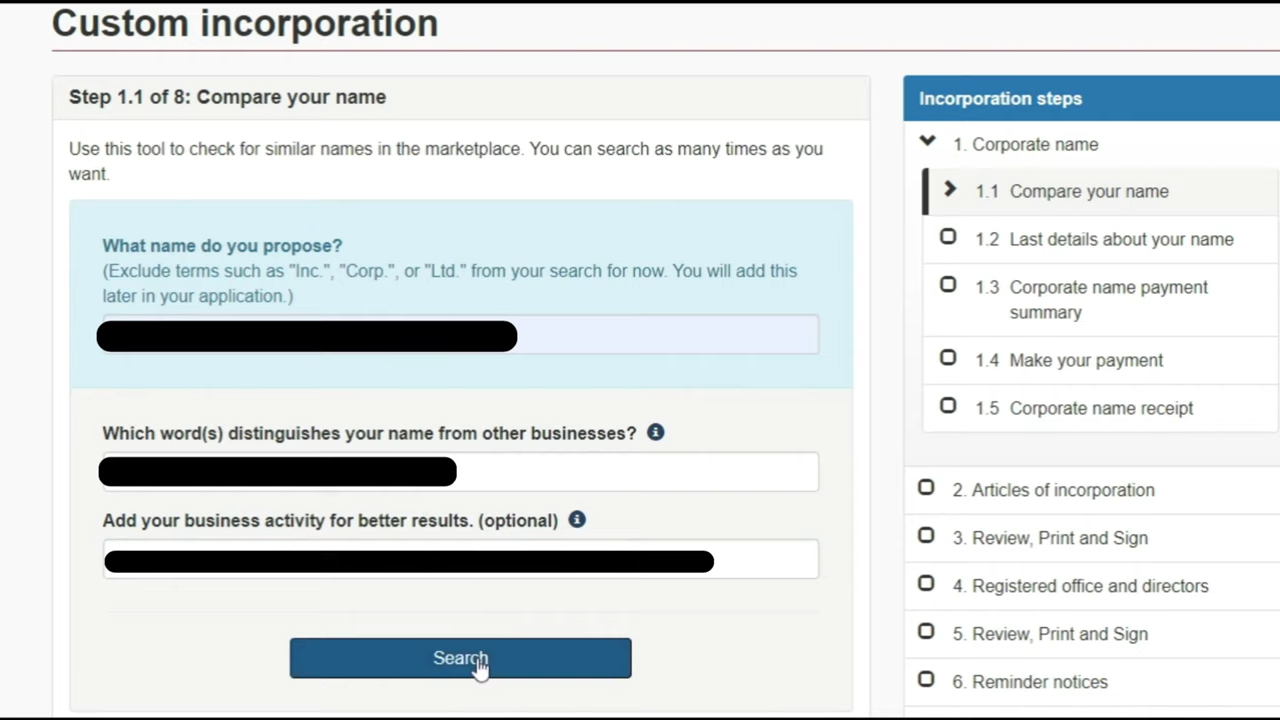 Custom incorporation
Step 1.1 of 8: Compare your name
Use this tool to check for similar names in the marketplace. You can search as many times as you
want.
What name do you propose?
(Exclude terms such as "Inc.", "Corp.", or "Ltd." from your search for now. You will add this
later in your application.)
Which word(s) distinguishes your name from other businesses?
Add your business activity for better results. (optional)
Search
Incorporation steps
1. Corporate name
1.1 Compare your name
1.2 Last details about your name
1.3 Corporate name payment
summary
1.4 Make your payment
1.5 Corporate name receipt
2. Articles of incorporation
3. Review, Print and Sign
4. Registered office and directors
5. Review, Print and Sign
6. Reminder notices